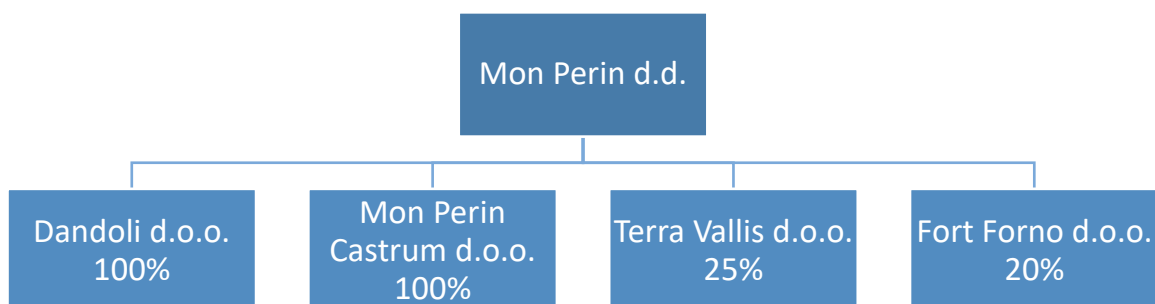 Mon Perin d.d.
Dandoli d.o.o.
100%
Mon Perin
Castrum d.o.o.
100%
Terra Vallis d.o.o.
25%
Fort Forno d.o.o.
20%